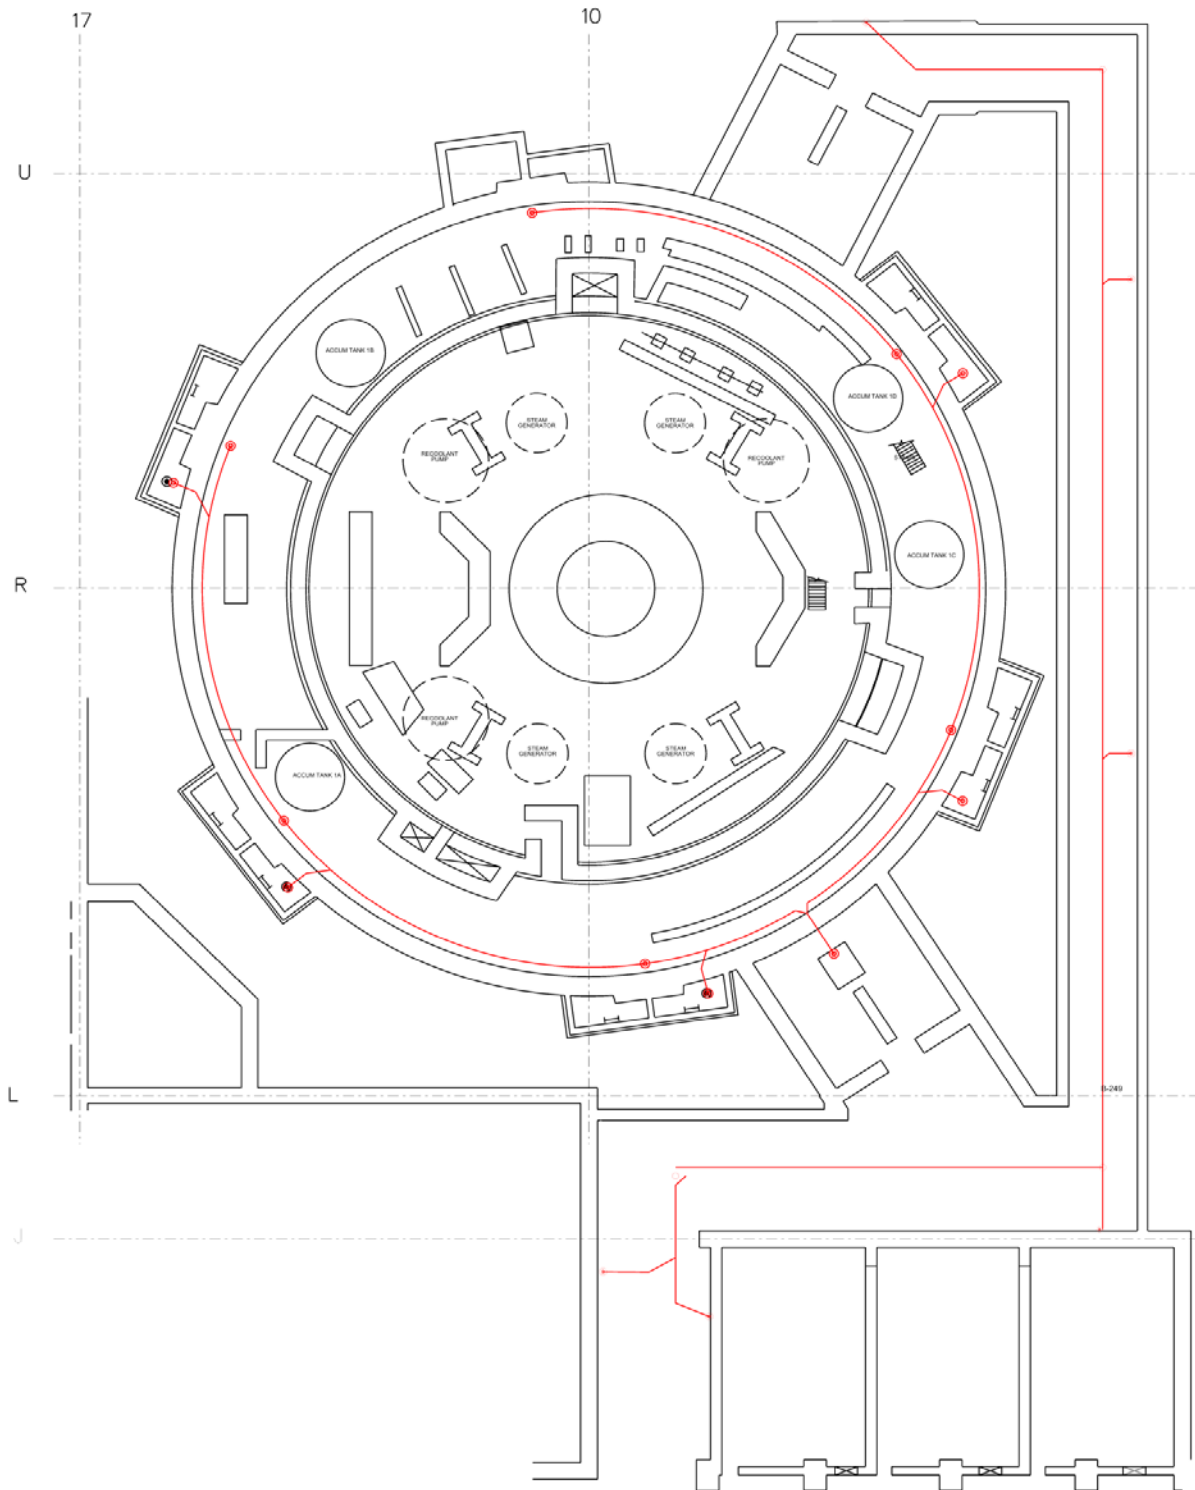 17
10
U
ACCUM TANK 1B
ACCUM TANK 1D
STEAM
GENERATOR
STEAM
GENERATOR
RECOOLANT
PUMP
RECOOLANT
PUMP
ACCUM TANK 1C
R
RECOOLANT
PUMP
STEAM
GENERATOR
STEAM
GENERATOR
ACCUM TANK 1A
L
B-249
J